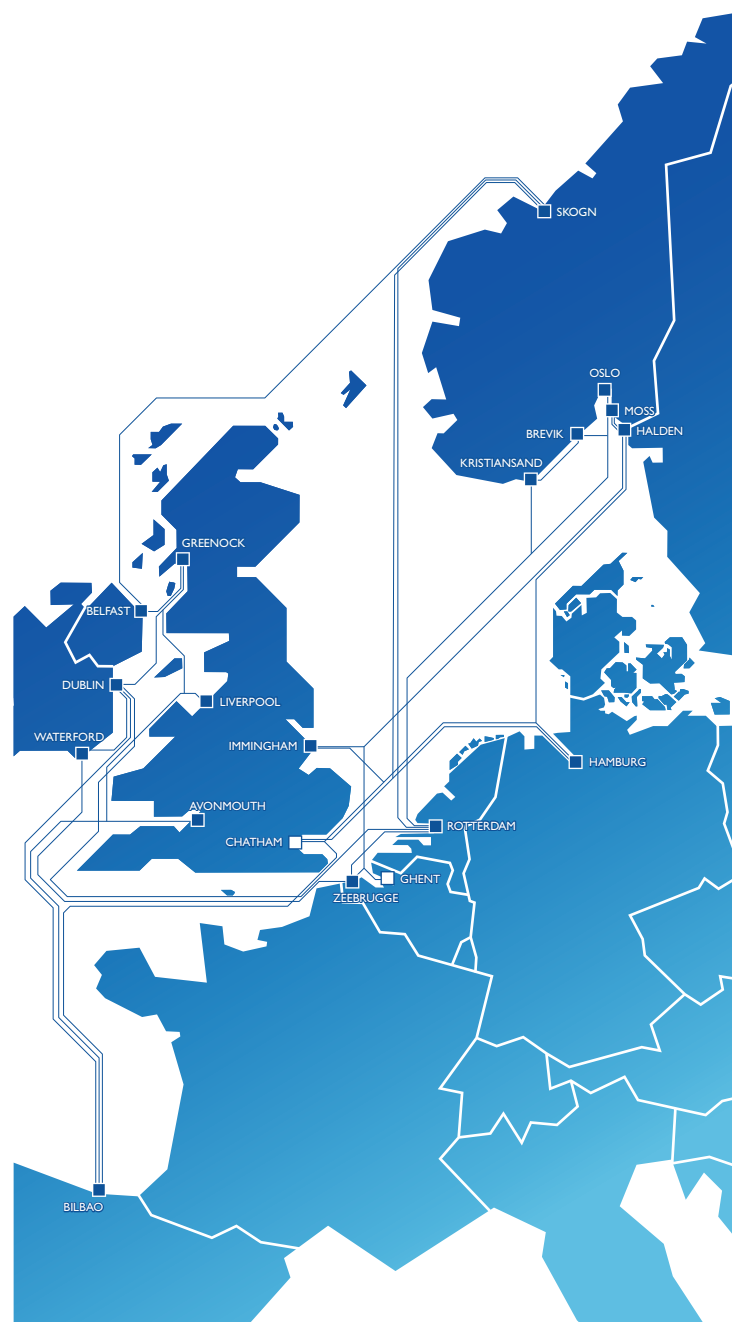 SKOGN
OSLO
MOSS
BREVIK
HALDEN
KRISTIANSAND
GREENOCK
BELFAST
DUBLIN
LIVERPOOL
WATERFORD
IMMINGHAM
HAMBURG
AVONMOUTH
ROTTERDAM
CHATHAM
GHENT
ZEEBRUGGE
BILBAO